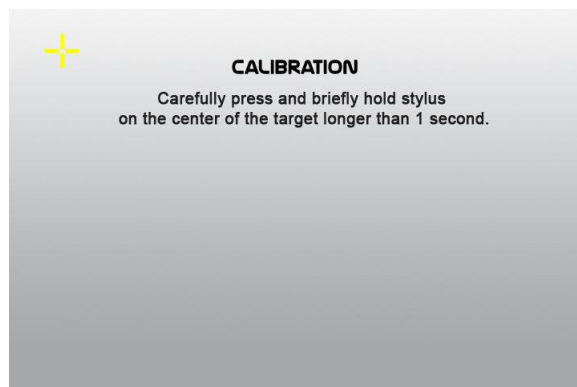 CALIBRATION
Carefully press and briefly hold stylus
on the center of the target longer than 1 second.